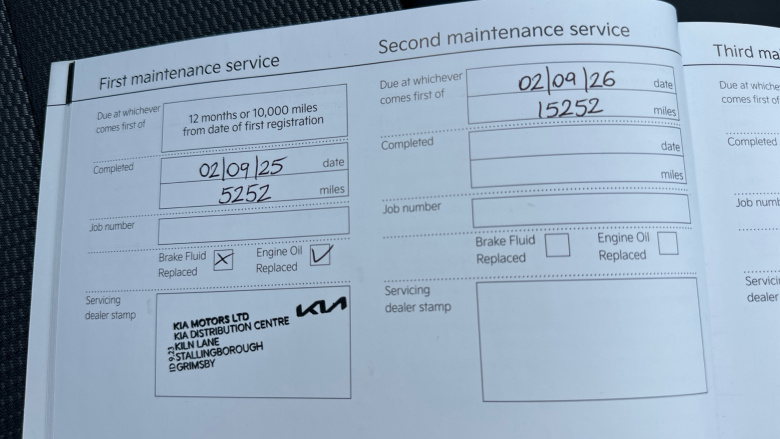 First maintenance service
Due at whichever
comes first of
12 months or 10,000 miles
from date of first registration
Completed
02/09/25 date
5252 miles
Job number
Brake Fluid
Replaced
Engine Oil
Replaced
Servicing
dealer stamp
KIA
KIA MOTORS LTD
KIA DISTRIBUTION CENTRE
KILN LANE
STALLINGBOROUGH
GRIMSBY
Second maintenance service
Due at whichever
comes first of
02/09/26 date
15252 miles
Completed
date
miles
Job number
Brake Fluid
Replaced
Engine Oil
Replaced
Servicing
dealer stamp
Third ma
Due at whiche
comes first of
Completed
Job numb
Servici
dealer